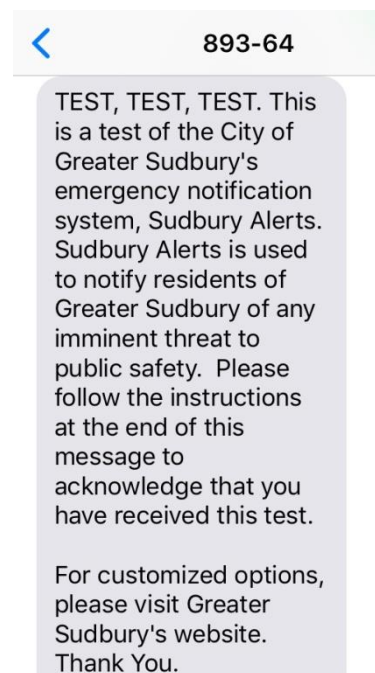 893-64
TEST, TEST, TEST. This
is a test of the City of
Greater Sudbury's
emergency notification
system, Sudbury Alerts.
Sudbury Alerts is used
to notify residents of
Greater Sudbury of any
imminent threat to
public safety.  Please
follow the instructions
at the end of this
message to
acknowledge that you
have received this test.

For customized options,
please visit Greater
Sudbury's website.
Thank You.